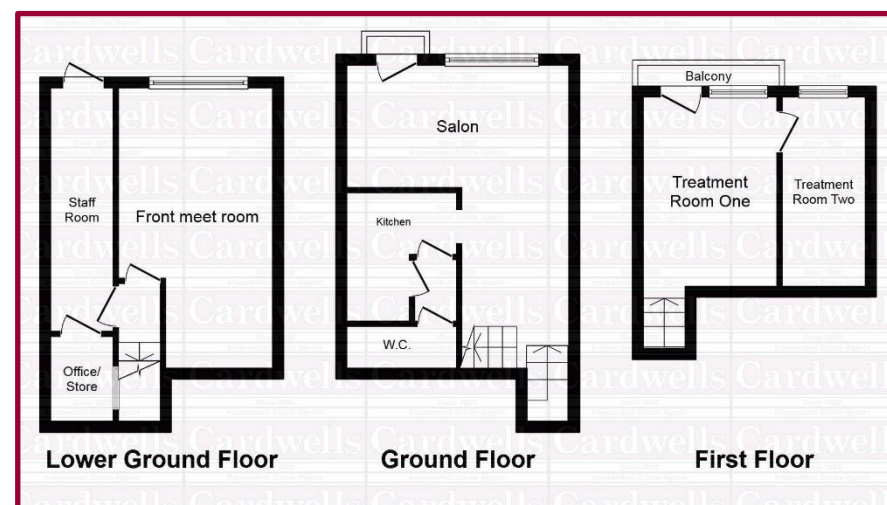 Cardwells
Staff
Room
Front meet room
Office/
Store
Lower Ground Floor
Salon
Kitchen
W.C.
Ground Floor
Balcony
Treatment
Room One
Treatment
Room Two
First Floor